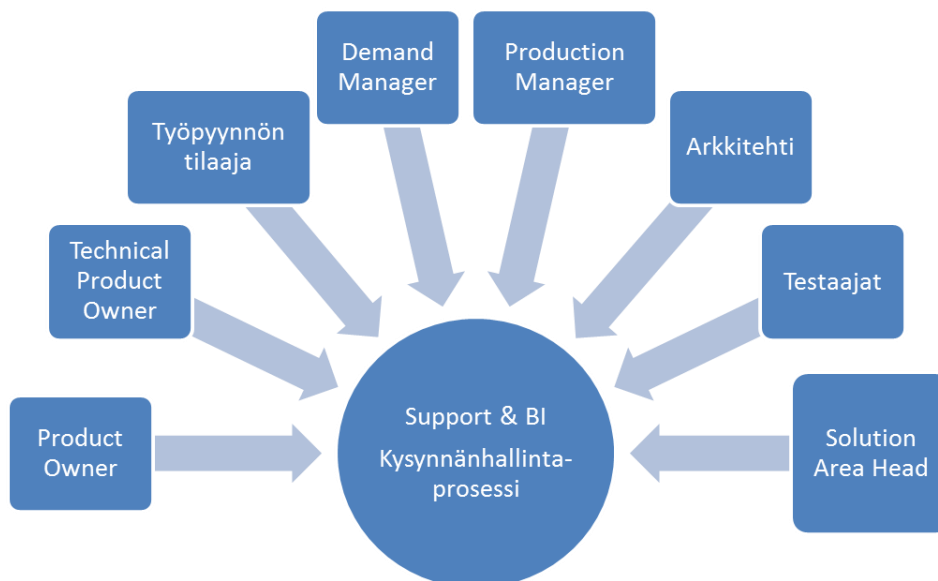 Demand
Manager
Production
Manager
Työpyynnön
tilaaja
Arkkitehti
Technical
Product
Owner
Testaajat
Product
Owner
Support & BI
Kysynnänhallinta-
prosessi
Solution
Area Head